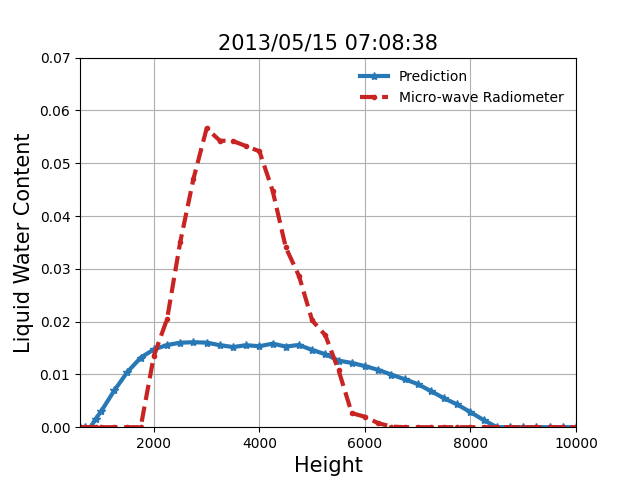 2013/05/15 07:08:38
0.07
0.06
0.05
0.04
0.03
0.02
0.01
0.00
Liquid Water Content
Prediction
Micro-wave Radiometer
2000 4000 6000 8000 10000
Height